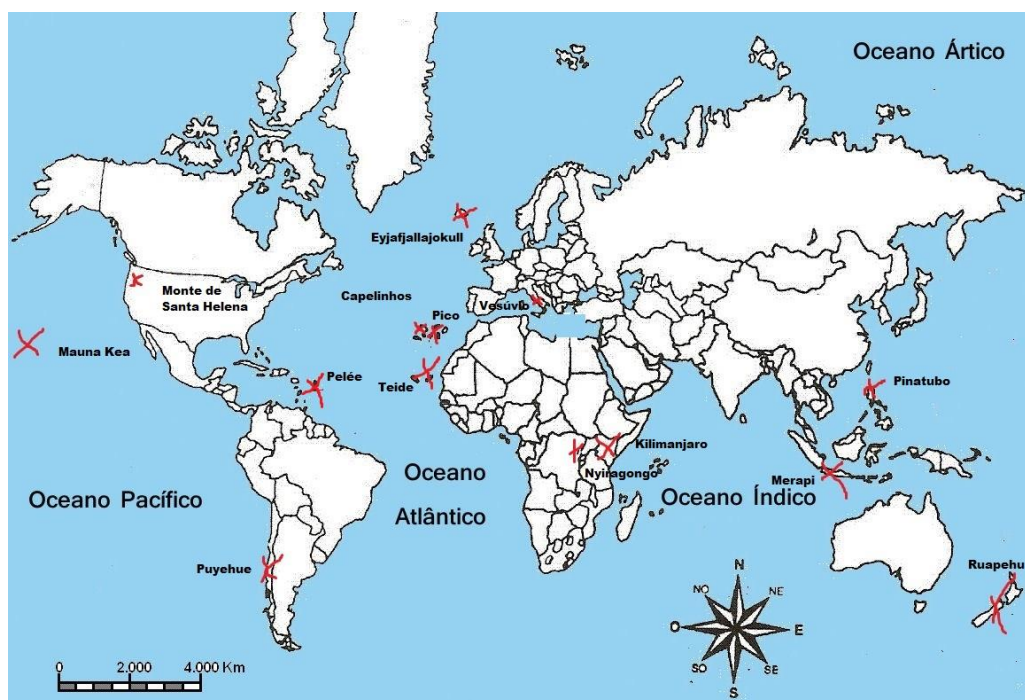 Oceano Ártico
Eyjafjallajokull
Monte de
Santa Helena
Capelinhos
Vesúvio
Pico
Mauna Kea
Pelée
Teide
Pinatubo
Kilimanjaro
Oceano
Atlântico
Nyiragongo
Merapi
Oceano Pacífico
Oceano Índico
Puyehue
Ruapehu
N
NO
NE
O
E
SO
SE
S
0 2.000 4.000 Km